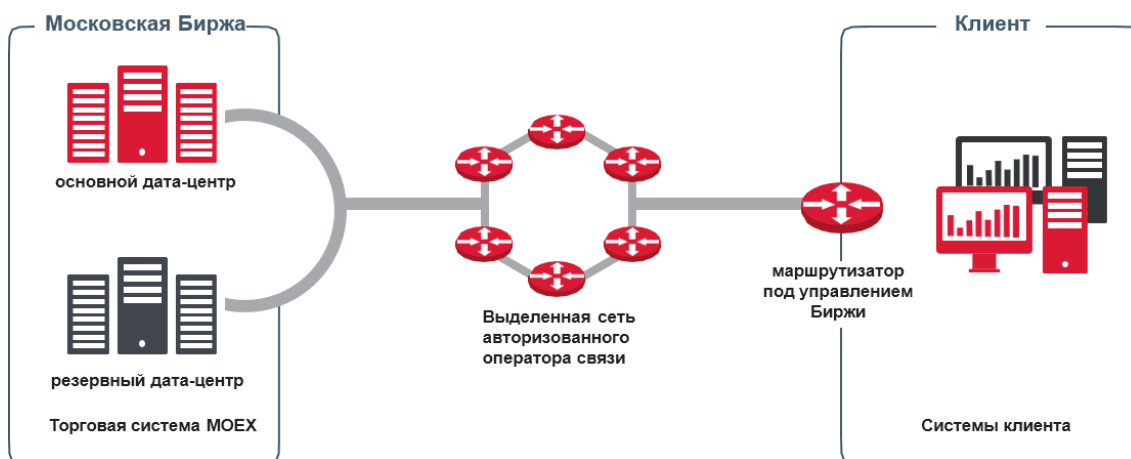 Московская Биржа
основной дата-центр
резервный дата-центр
Торговая система MOEX
Выделенная сеть
авторизованного
оператора связи
Клиент
маршрутизатор
под управлением
Биржи
Системы клиента